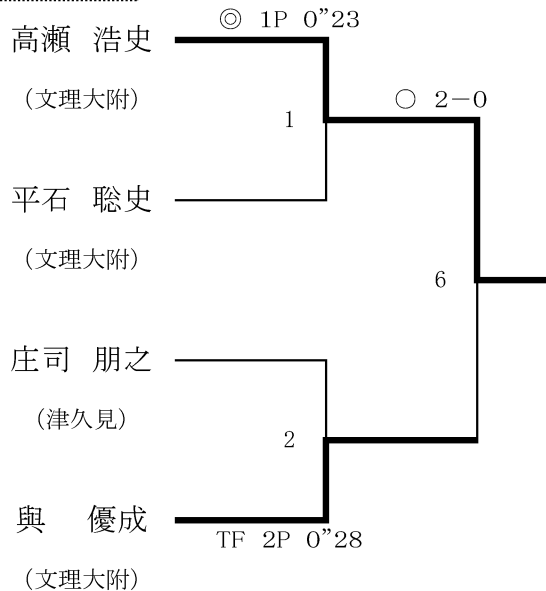 ◎ 1P 0”23
高瀬 浩史
（文理大附）
○ 2−0
1
平石 聡史
（文理大附）
6
庄司 朋之
（津久見）
2
與 優成
TF 2P 0”28
（文理大附）